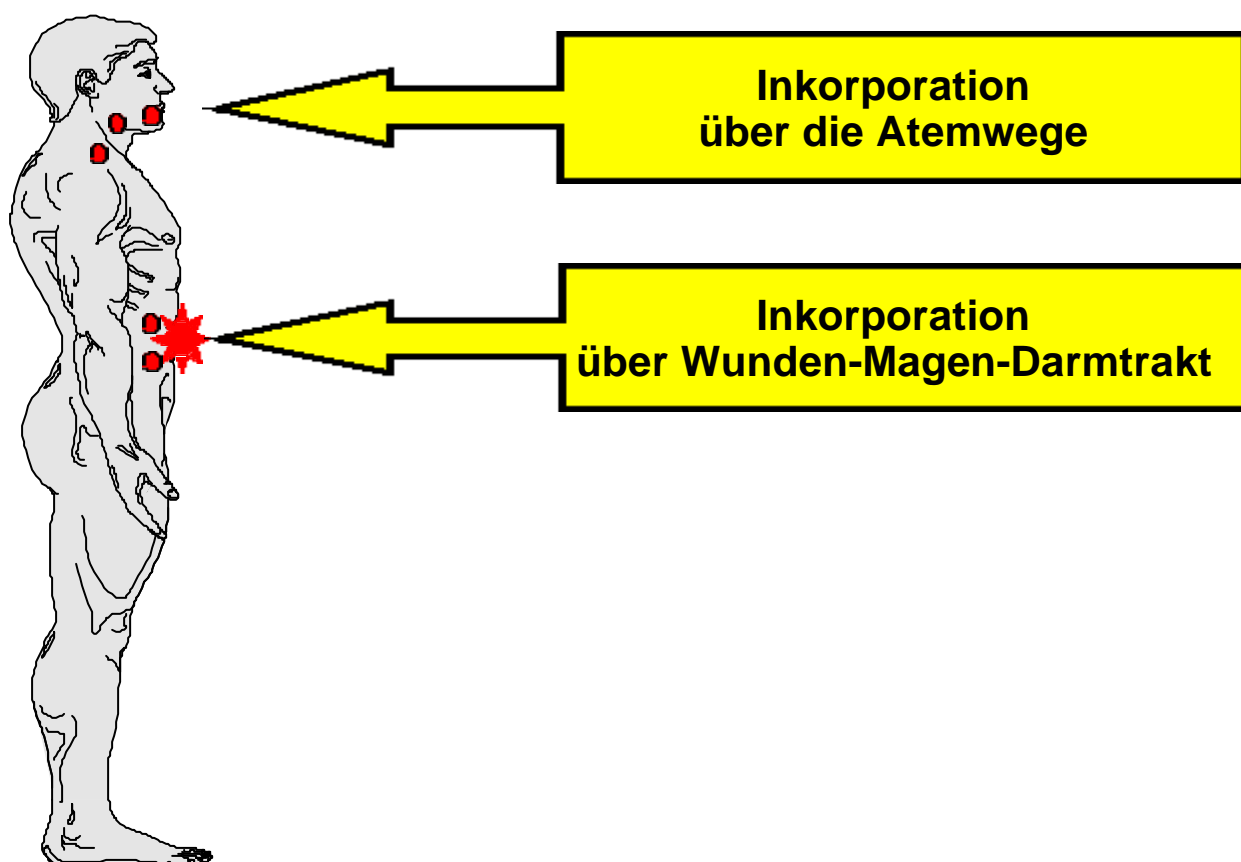 Inkorporation
über die Atemwege
Inkorporation
über Wunden-Magen-Darmtrakt